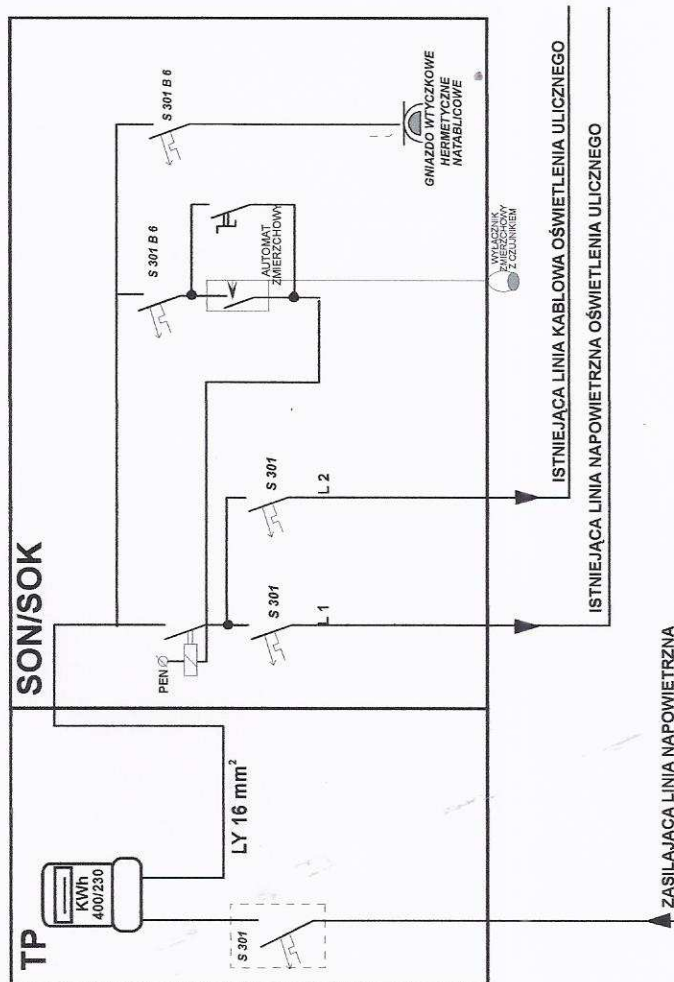 SON/SOK
TP
KWh
400/230
LY 16 mm²
S 301
PEN
S 301
S 301
L 1
L 2
S 301 B 6
S 301 B 6
AUTOMAT
ZMIERZCHOWY
GNIAZDO WTYCZKOWE
HERMETYCZNE
NATABLICOWE
WYŁĄCZNIK
ZMIERZCHOWY
Z CZUJNIKIEM
ISTNIEJĄCA LINIA KABLOWA OŚWIETLENIA ULICZNEGO
ISTNIEJĄCA LINIA NAPOWIETRZNA OŚWIETLENIA ULICZNEGO
ZASILAJĄCA LINIA NAPOWIETRZNA